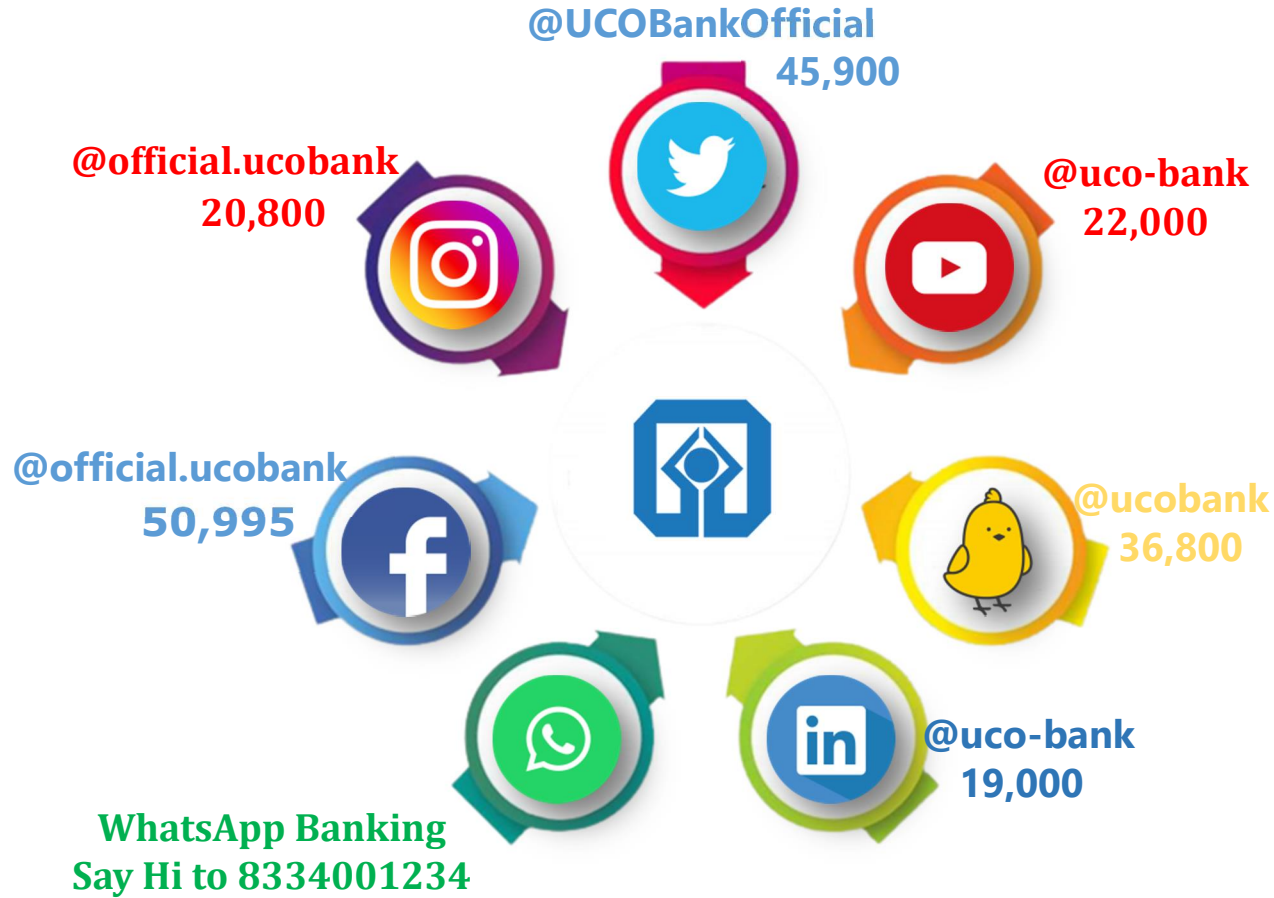 @UCOBankOfficial
45,900
@official.ucobank
20,800
@uco-bank
22,000
@official.ucobank
50,995
@ucobank
36,800
@uco-bank
19,000
WhatsApp Banking
Say Hi to 8334001234